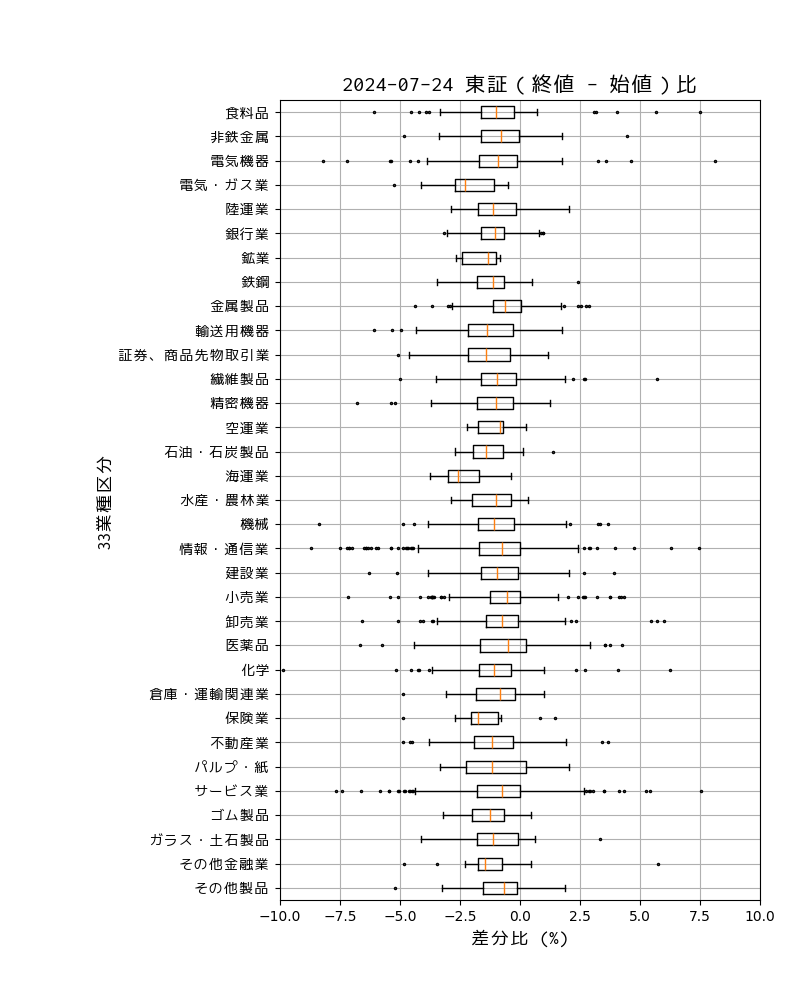 2024-07-24 東証（終値 - 始値）比
食料品
非鉄金属
電気機器
電気・ガス業
陸運業
銀行業
鉱業
鉄鋼
金属製品
輸送用機器
証券、商品先物取引業
繊維製品
精密機器
空運業
石油・石炭製品
海運業
水産・農林業
機械
情報・通信業
建設業
小売業
卸売業
医薬品
化学
倉庫・運輸関連業
保険業
不動産業
パルプ・紙
サービス業
ゴム製品
ガラス・土石製品
その他金融業
その他製品
33業種区分
−10.0 −7.5 −5.0 −2.5 0.0 2.5 5.0 7.5 10.0
差分比 (%)